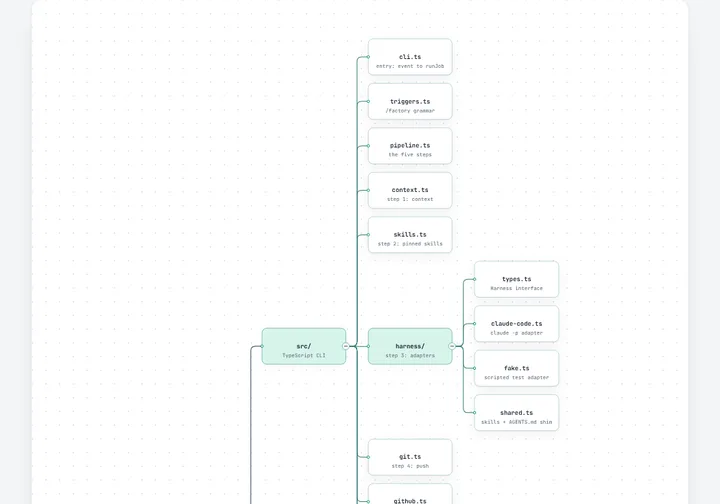 cli.ts
entry: event to runJob
triggers.ts
/factory grammar
pipeline.ts
the five steps
context.ts
step 1: context
skills.ts
step 2: pinned skills
types.ts
Harness interface
claude-code.ts
claude -p adapter
src/
TypeScript CLI
harness/
step 3: adapters
fake.ts
scripted test adapter
shared.ts
skills + AGENTS.md shim
git.ts
step 4: push
github.ts